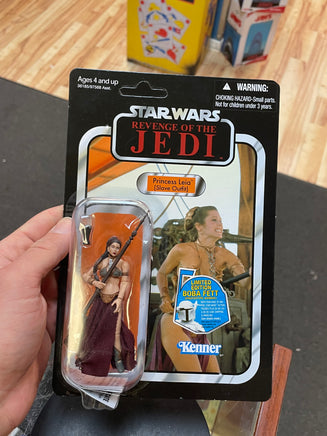 Ages 4 and up
WARNING:
CHOKING HAZARD-Small parts.
Not for children under 3 years.
STAR WARS
REVENGE OF THE
JEDI
Princess Leia
(Slave Outfit)
LIMITED
EDITION
BOBA FETT
Kenner